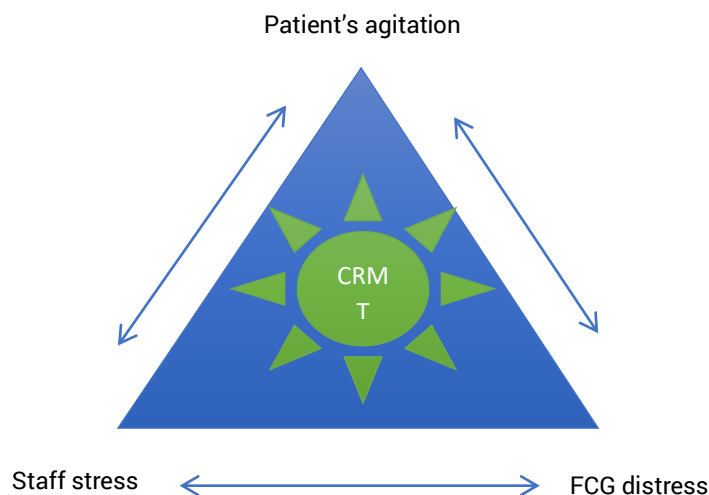 Patient's agitation
CRM
T
Staff stress
FCG distress